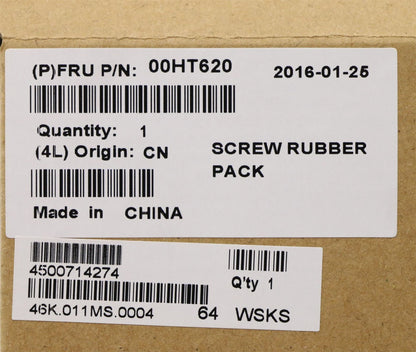 (P)FRU P/N: 00HT620 2016-01-25
Quantity: 1
(4L) Origin: CN SCREW RUBBER
PACK
Made in CHINA
4500714274
Q'ty 1
46K.011MS.0004 64 WSKS